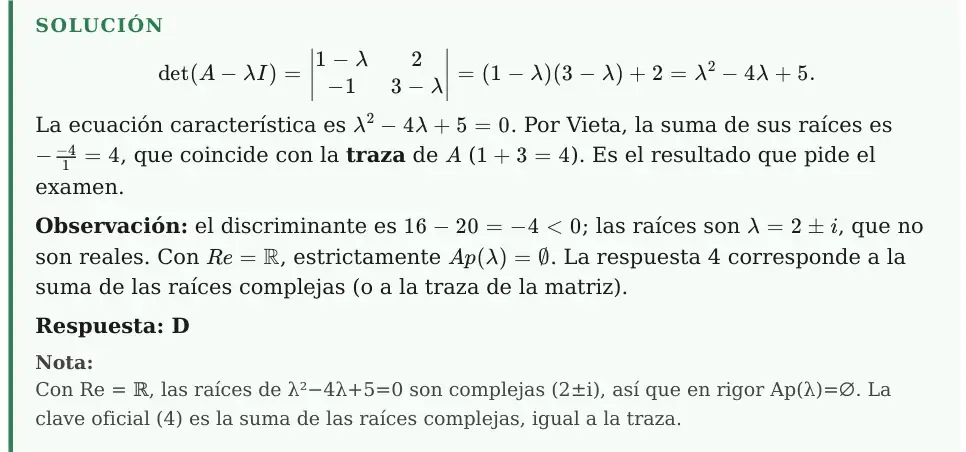 SOLUCIÓN
det(A − λI) = |1 − λ 2; −1 3 − λ| = (1 − λ)(3 − λ) + 2 = λ² − 4λ + 5.
La ecuación característica es λ² − 4λ + 5 = 0. Por Vieta, la suma de sus raíces es
− −4/1 = 4, que coincide con la traza de A (1 + 3 = 4). Es el resultado que pide el
examen.
Observación: el discriminante es 16 − 20 = −4 < 0; las raíces son λ = 2 ± i, que no
son reales. Con Re = ℝ, estrictamente Ap(λ) = ∅. La respuesta 4 corresponde a la
suma de las raíces complejas (o a la traza de la matriz).
Respuesta: D
Nota:
Con Re = ℝ, las raíces de λ²−4λ+5=0 son complejas (2±i), así que en rigor Ap(λ)=∅. La
clave oficial (4) es la suma de las raíces complejas, igual a la traza.